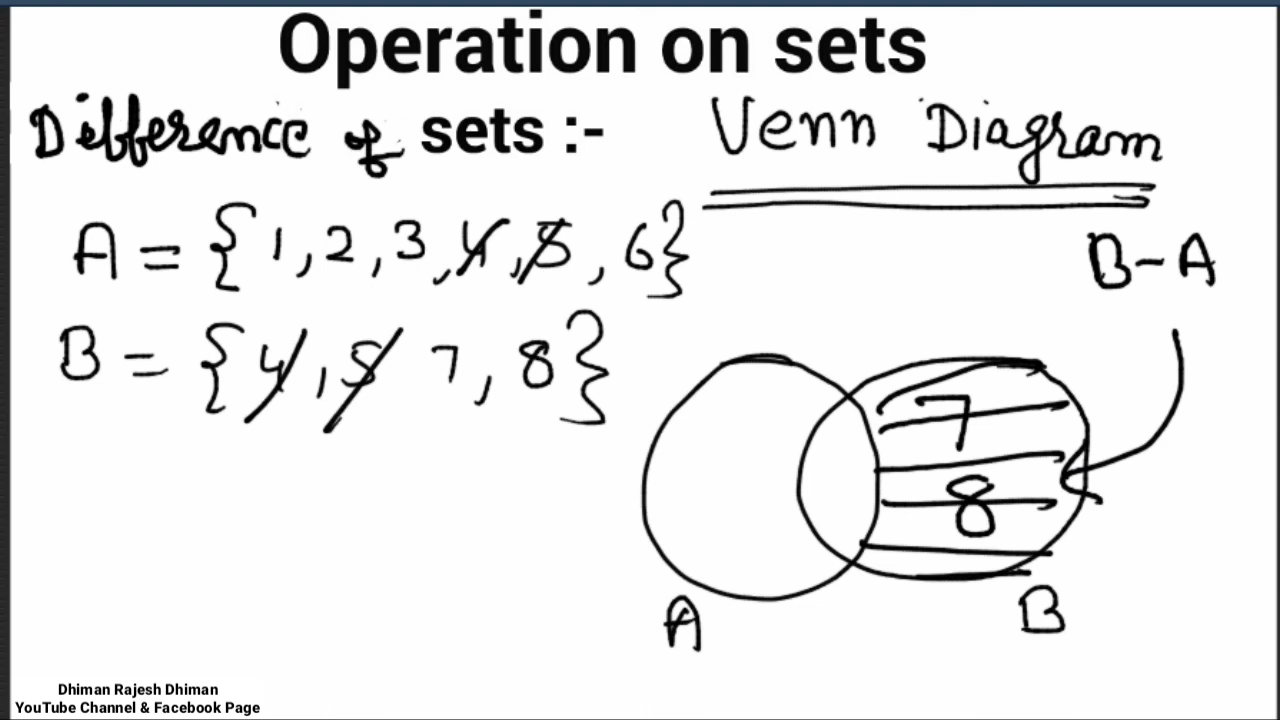 Operation on sets
Difference of sets :-
Venn Diagram
A = {1, 2, 3, 4, 5, 6}
B = {4, 5 7, 8}
B - A
7
8
A
B
Dhiman Rajesh Dhiman
YouTube Channel & Facebook Page